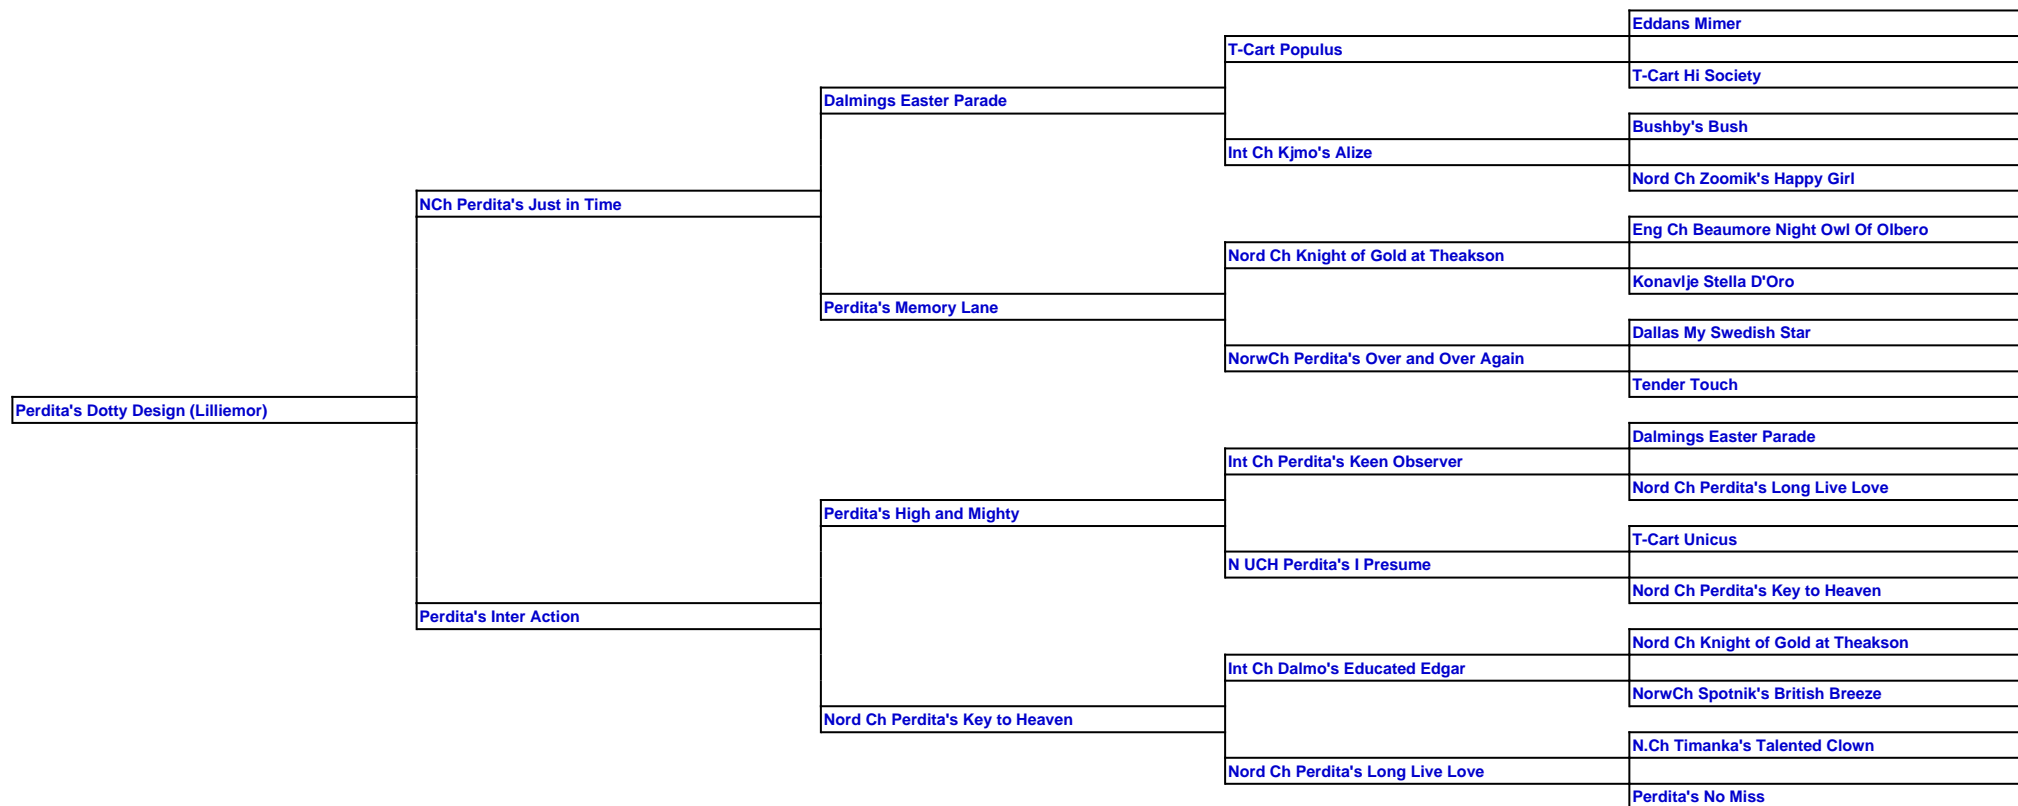 Eddans Mimer
T-Cart Populus
T-Cart Hi Society
Dalmings Easter Parade
Bushby's Bush
Int Ch Kjmo's Alize
Nord Ch Zoomik's Happy Girl
NCh Perdita's Just in Time
Eng Ch Beaumore Night Owl Of Olbero
Nord Ch Knight of Gold at Theakson
Konavlje Stella D'Oro
Perdita's Memory Lane
Dallas My Swedish Star
NorwCh Perdita's Over and Over Again
Tender Touch
Perdita's Dotty Design (Lilliemor)
Dalmings Easter Parade
Int Ch Perdita's Keen Observer
Nord Ch Perdita's Long Live Love
Perdita's High and Mighty
T-Cart Unicus
N UCH Perdita's I Presume
Nord Ch Perdita's Key to Heaven
Perdita's Inter Action
Nord Ch Knight of Gold at Theakson
Int Ch Dalmo's Educated Edgar
NorwCh Spotnik's British Breeze
Nord Ch Perdita's Key to Heaven
N.Ch Timanka's Talented Clown
Nord Ch Perdita's Long Live Love
Perdita's No Miss